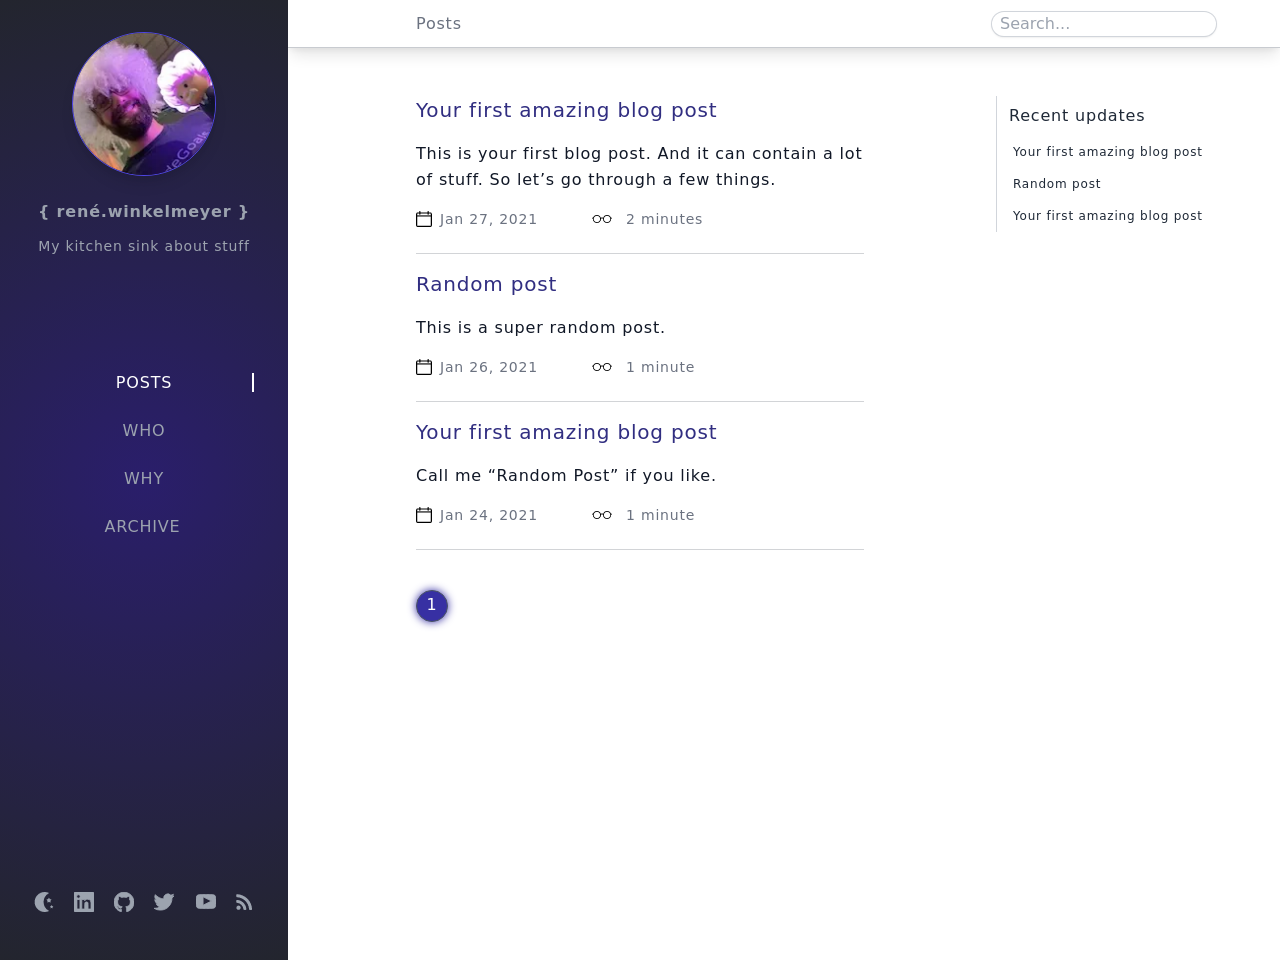 { rené.winkelmeyer }
My kitchen sink about stuff
POSTS
WHO
WHY
ARCHIVE
Posts
Search...
Your first amazing blog post
This is your first blog post. And it can contain a lot
of stuff. So let’s go through a few things.
Jan 27, 2021 2 minutes
Random post
This is a super random post.
Jan 26, 2021 1 minute
Your first amazing blog post
Call me “Random Post” if you like.
Jan 24, 2021 1 minute
1
Recent updates
Your first amazing blog post
Random post
Your first amazing blog post